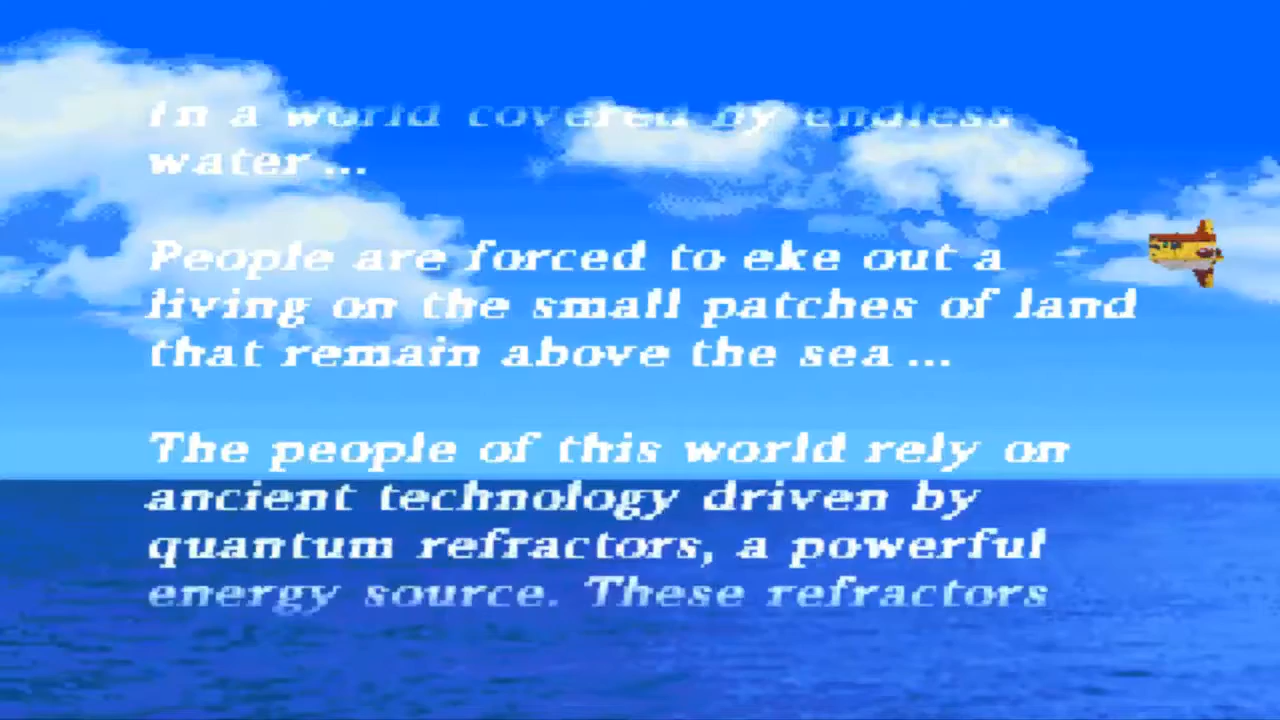 In a world covered by endless
water...
People are forced to eke out a
living on the small patches of land
that remain above the sea...
The people of this world rely on
ancient technology driven by
quantum refractors, a powerful
energy source. These refractors